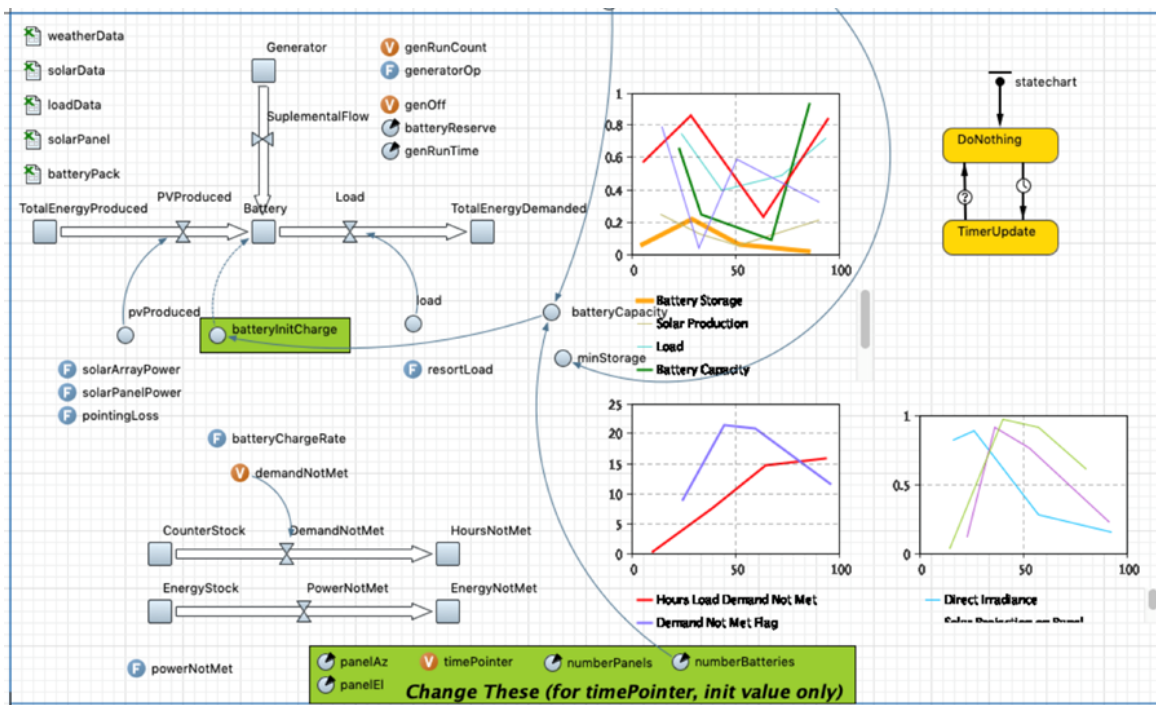 weatherData
solarData
loadData
solarPanel
batteryPack
Generator
SuplementalFlow
genRunCount
generatorOp
genOff
batteryReserve
genRunTime
TotalEnergyProduced
PVProduced
Battery
Load
TotalEnergyDemanded
pvProduced
batteryInitCharge
load
batteryCapacity
minStorage
solarArrayPower
solarPanelPower
pointingLoss
resortLoad
batteryChargeRate
demandNotMet
CounterStock
DemandNotMet
HoursNotMet
EnergyStock
PowerNotMet
EnergyNotMet
powerNotMet
1
0.8
0.6
0.4
0.2
0
0 50 100
Battery Storage
Solar Production
Load
Battery Capacity
statechart
DoNothing
?
TimerUpdate
25
20
15
10
5
0
0 50 100
Hours Load Demand Not Met
Demand Not Met Flag
1
0.5
0
0 50 100
Direct Irradiance
Solar Projection on Panel
panelAz
timePointer
numberPanels
numberBatteries
panelEl
Change These (for timePointer, init value only)